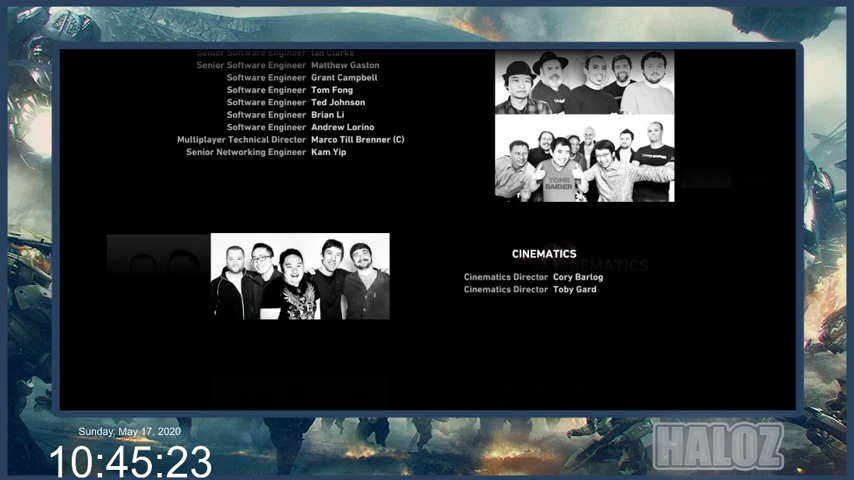 Senior Software Engineer Ian Clarke
Senior Software Engineer Matthew Gaston
Software Engineer Grant Campbell
Software Engineer Tom Fong
Software Engineer Ted Johnson
Software Engineer Brian Li
Software Engineer Andrew Lorino
Multiplayer Technical Director Marco Till Brenner (C)
Senior Networking Engineer Kam Yip
TOMB
RAIDER
CINEMATICS
CINEMATICS
Cinematics Director Cory Barlog
Cinematics Director Toby Gard
Sunday, May 17, 2020
10:45:23
HALOZ